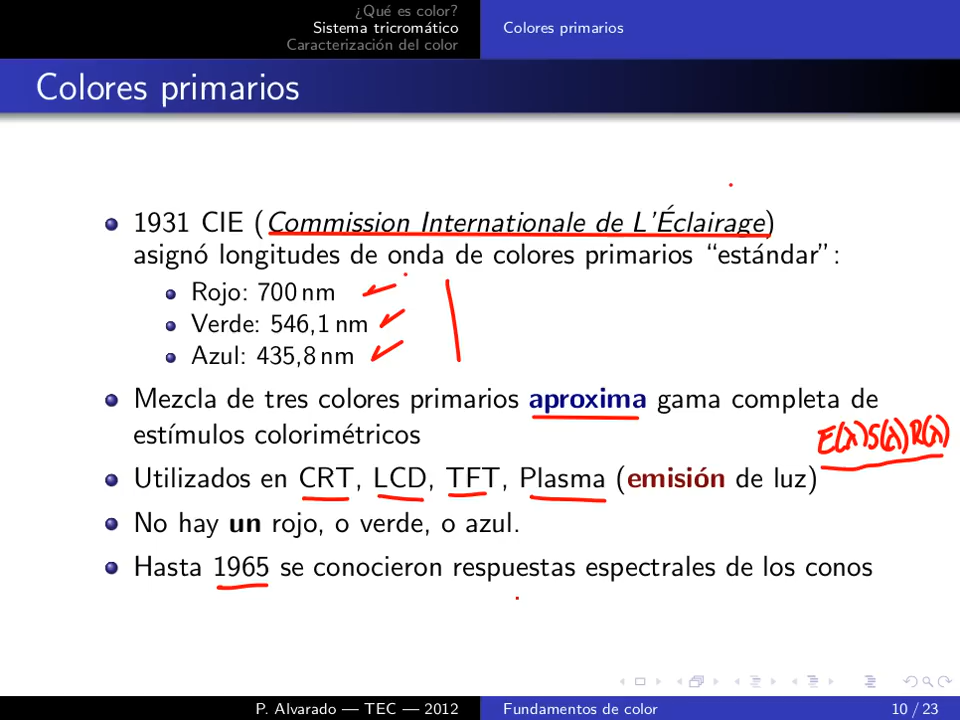 ¿Qué es color?
Sistema tricromático
Caracterización del color
Colores primarios
Colores primarios
1931 CIE (Commission Internationale de L'Éclairage)
asignó longitudes de onda de colores primarios “estándar”:
Rojo: 700 nm
Verde: 546,1 nm
Azul: 435,8 nm
Mezcla de tres colores primarios aproxima gama completa de
estímulos colorimétricos
E(λ)S(λ)R(λ)
Utilizados en CRT, LCD, TFT, Plasma (emisión de luz)
No hay un rojo, o verde, o azul.
Hasta 1965 se conocieron respuestas espectrales de los conos
P. Alvarado — TEC — 2012
Fundamentos de color
10 / 23